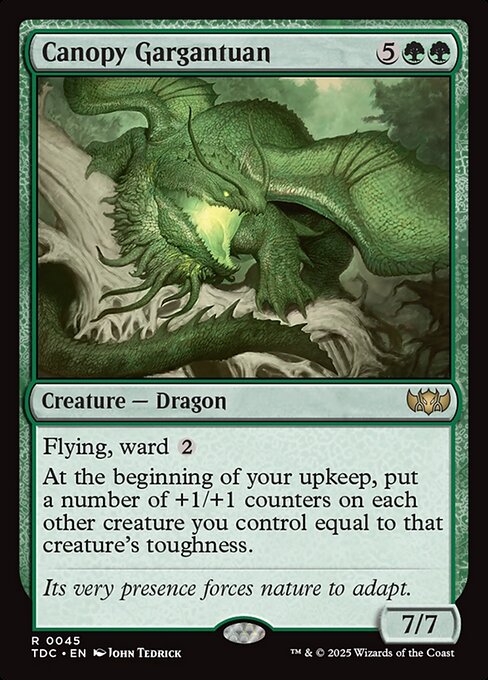 Canopy Gargantuan 5
Creature — Dragon
Flying, ward 2
At the beginning of your upkeep, put
a number of +1/+1 counters on each
other creature you control equal to that
creature's toughness.
Its very presence forces nature to adapt.
7/7
R 0045
TDC • EN JOHN TEDRICK
™ & © 2025 Wizards of the Coast